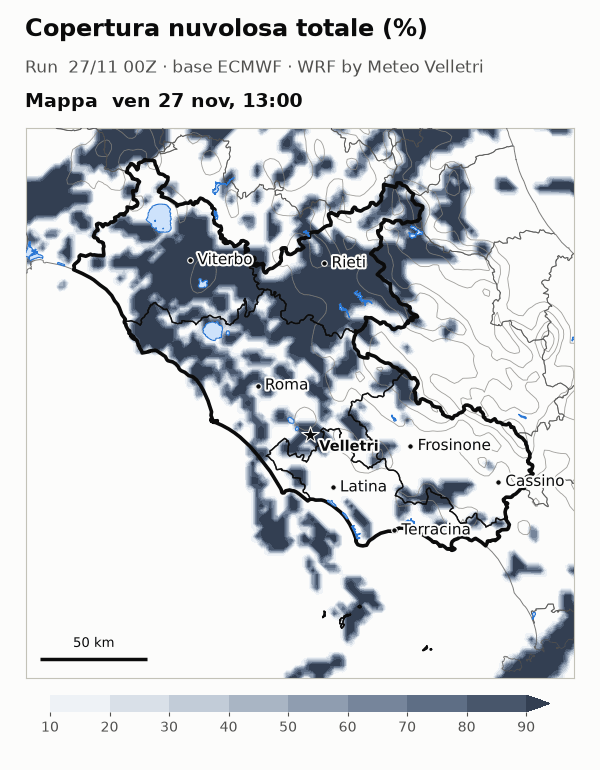 Copertura nuvolosa totale (%)
Run  27/11 00Z · base ECMWF · WRF by Meteo Velletri
Mappa  ven 27 nov, 13:00
Viterbo
Rieti
Roma
Velletri
Frosinone
Cassino
Latina
Terracina
50 km
10 20 30 40 50 60 70 80 90